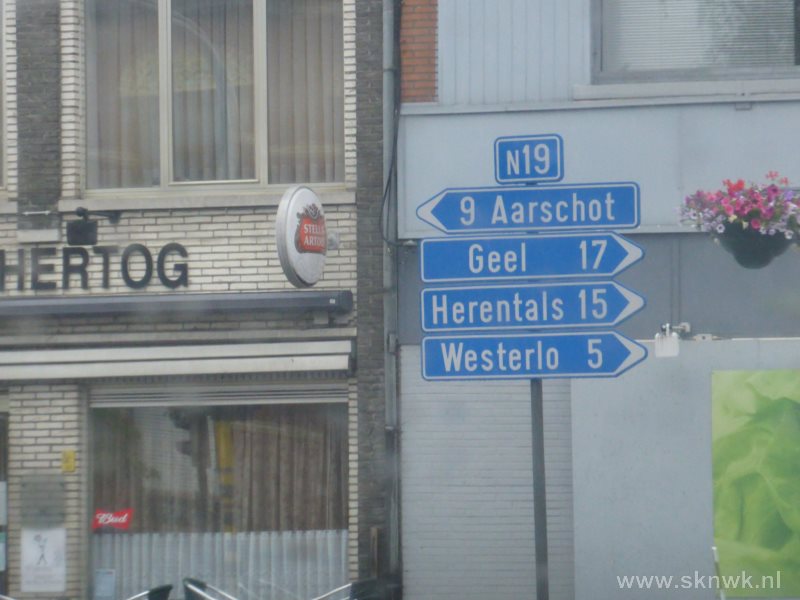 N19
9 Aarschot
Geel 17
Herentals 15
Westerlo 5
HERTOG
STELLA
ARTOIS
Bud
www.sknwk.nl